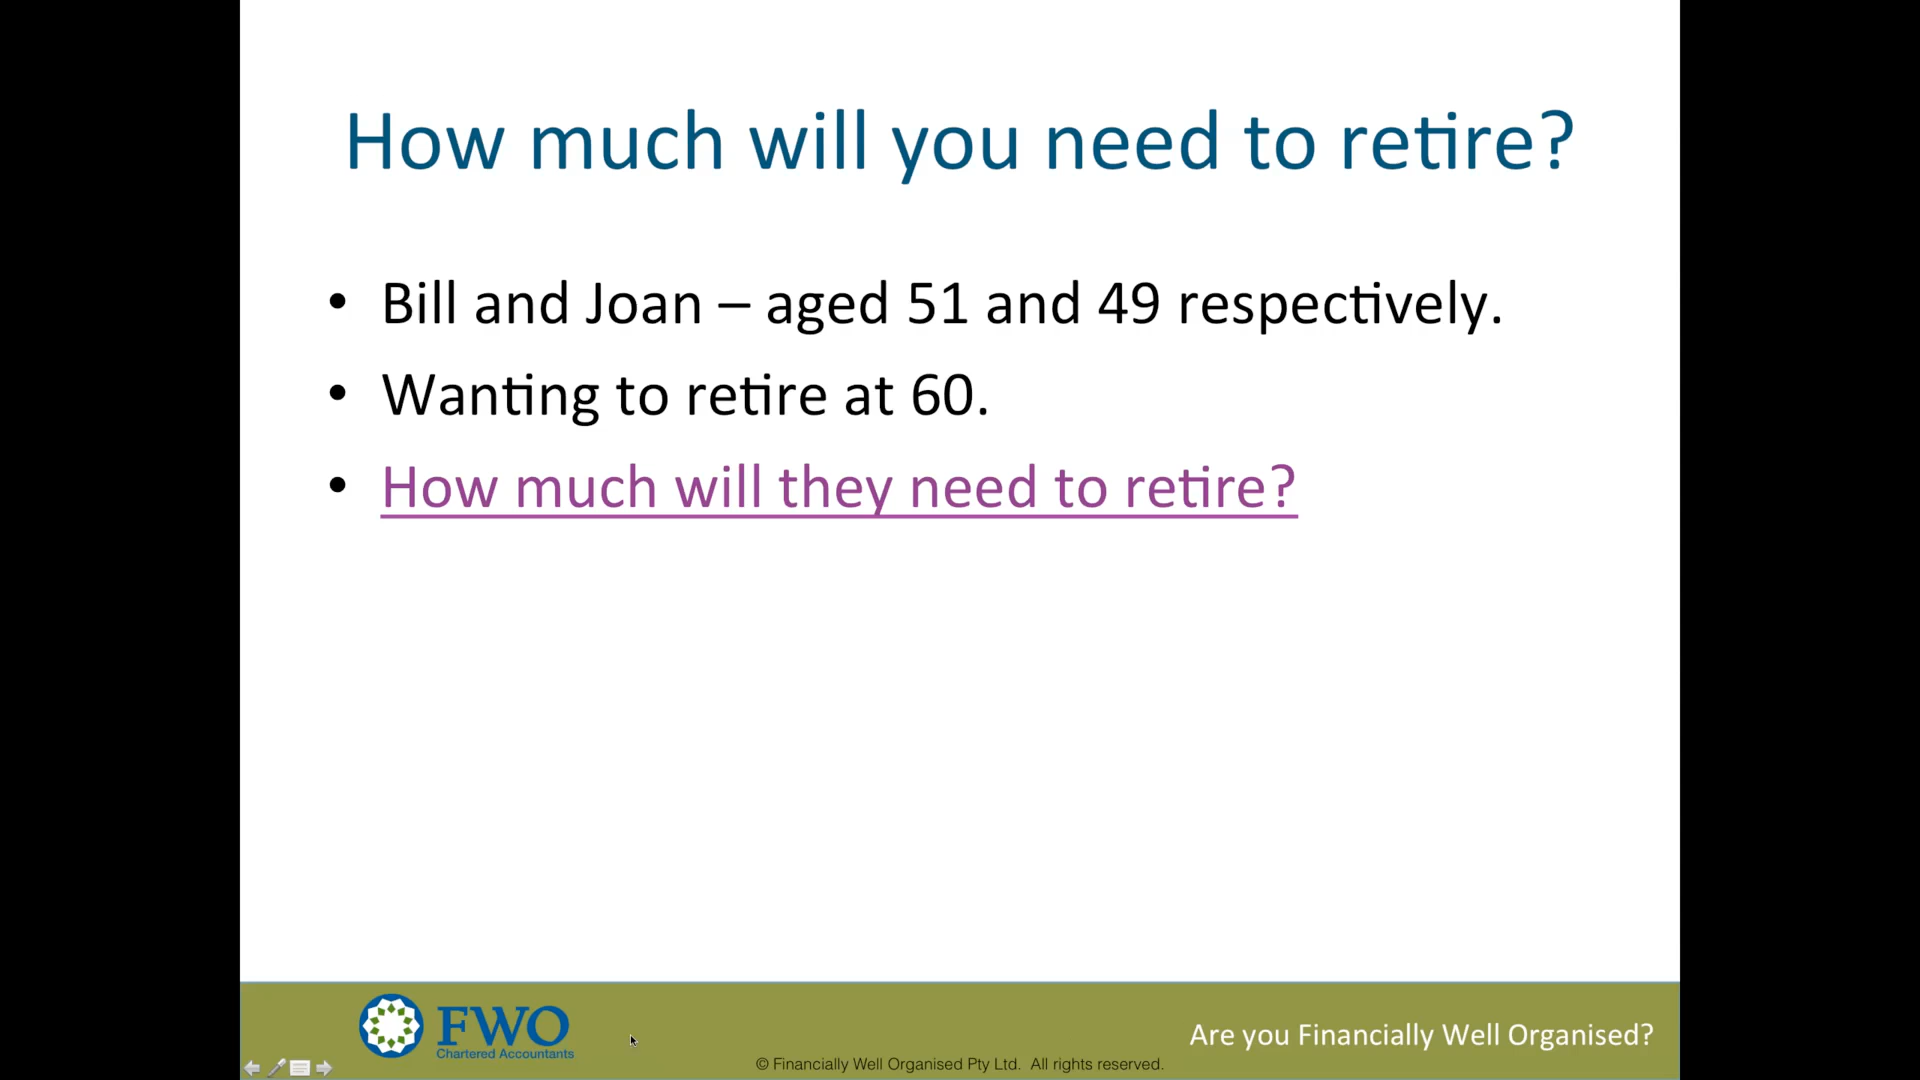 How much will you need to retire?
• Bill and Joan – aged 51 and 49 respectively.
• Wanting to retire at 60.
• How much will they need to retire?
FWO
Chartered Accountants
Are you Financially Well Organised?
© Financially Well Organised Pty Ltd. All rights reserved.